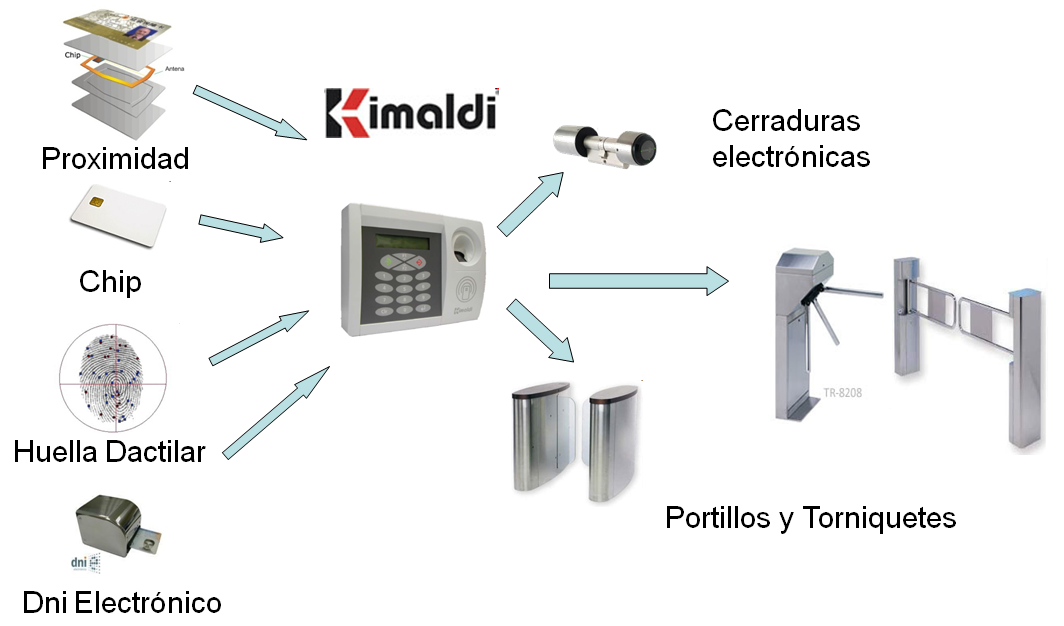 Chip
Antena
Proximidad
Kimaldi
Cerraduras
electrónicas
Chip
TR-8208
Huella Dactilar
Portillos y Torniquetes
dni
Dni Electrónico